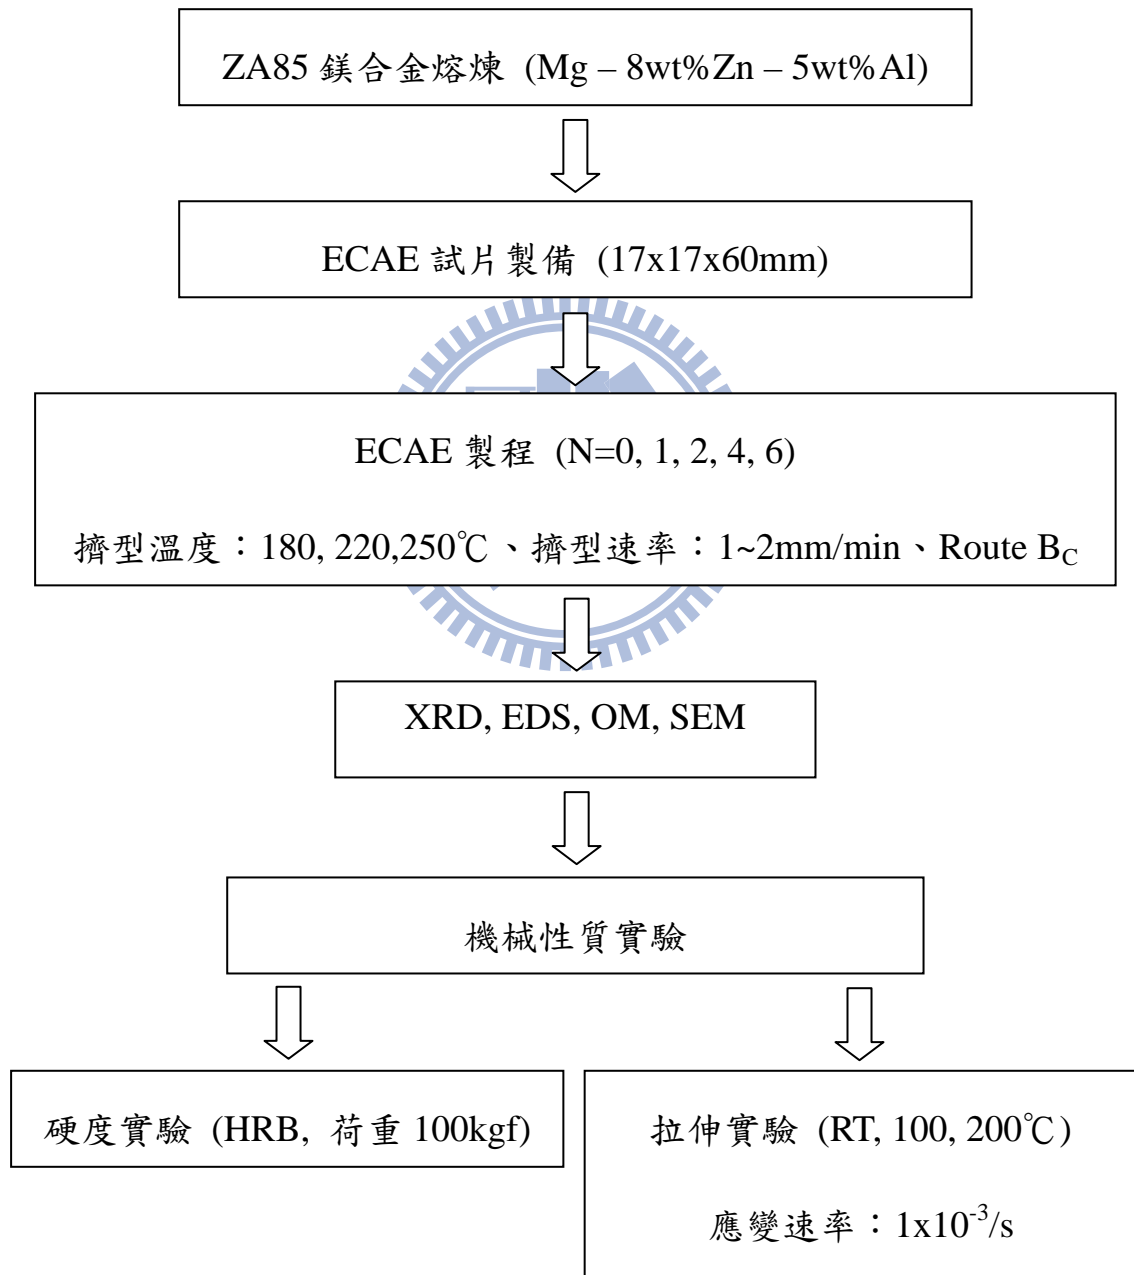 ZA85 鎂合金熔煉 (Mg – 8wt%Zn – 5wt%Al)
ECAE 試片製備 (17x17x60mm)
ECAE 製程 (N=0, 1, 2, 4, 6)
擠型溫度：180, 220,250℃、擠型速率：1~2mm/min、Route B_C
XRD, EDS, OM, SEM
機械性質實驗
硬度實驗 (HRB, 荷重 100kgf)
拉伸實驗 (RT, 100, 200℃)
應變速率：1x10⁻³/s